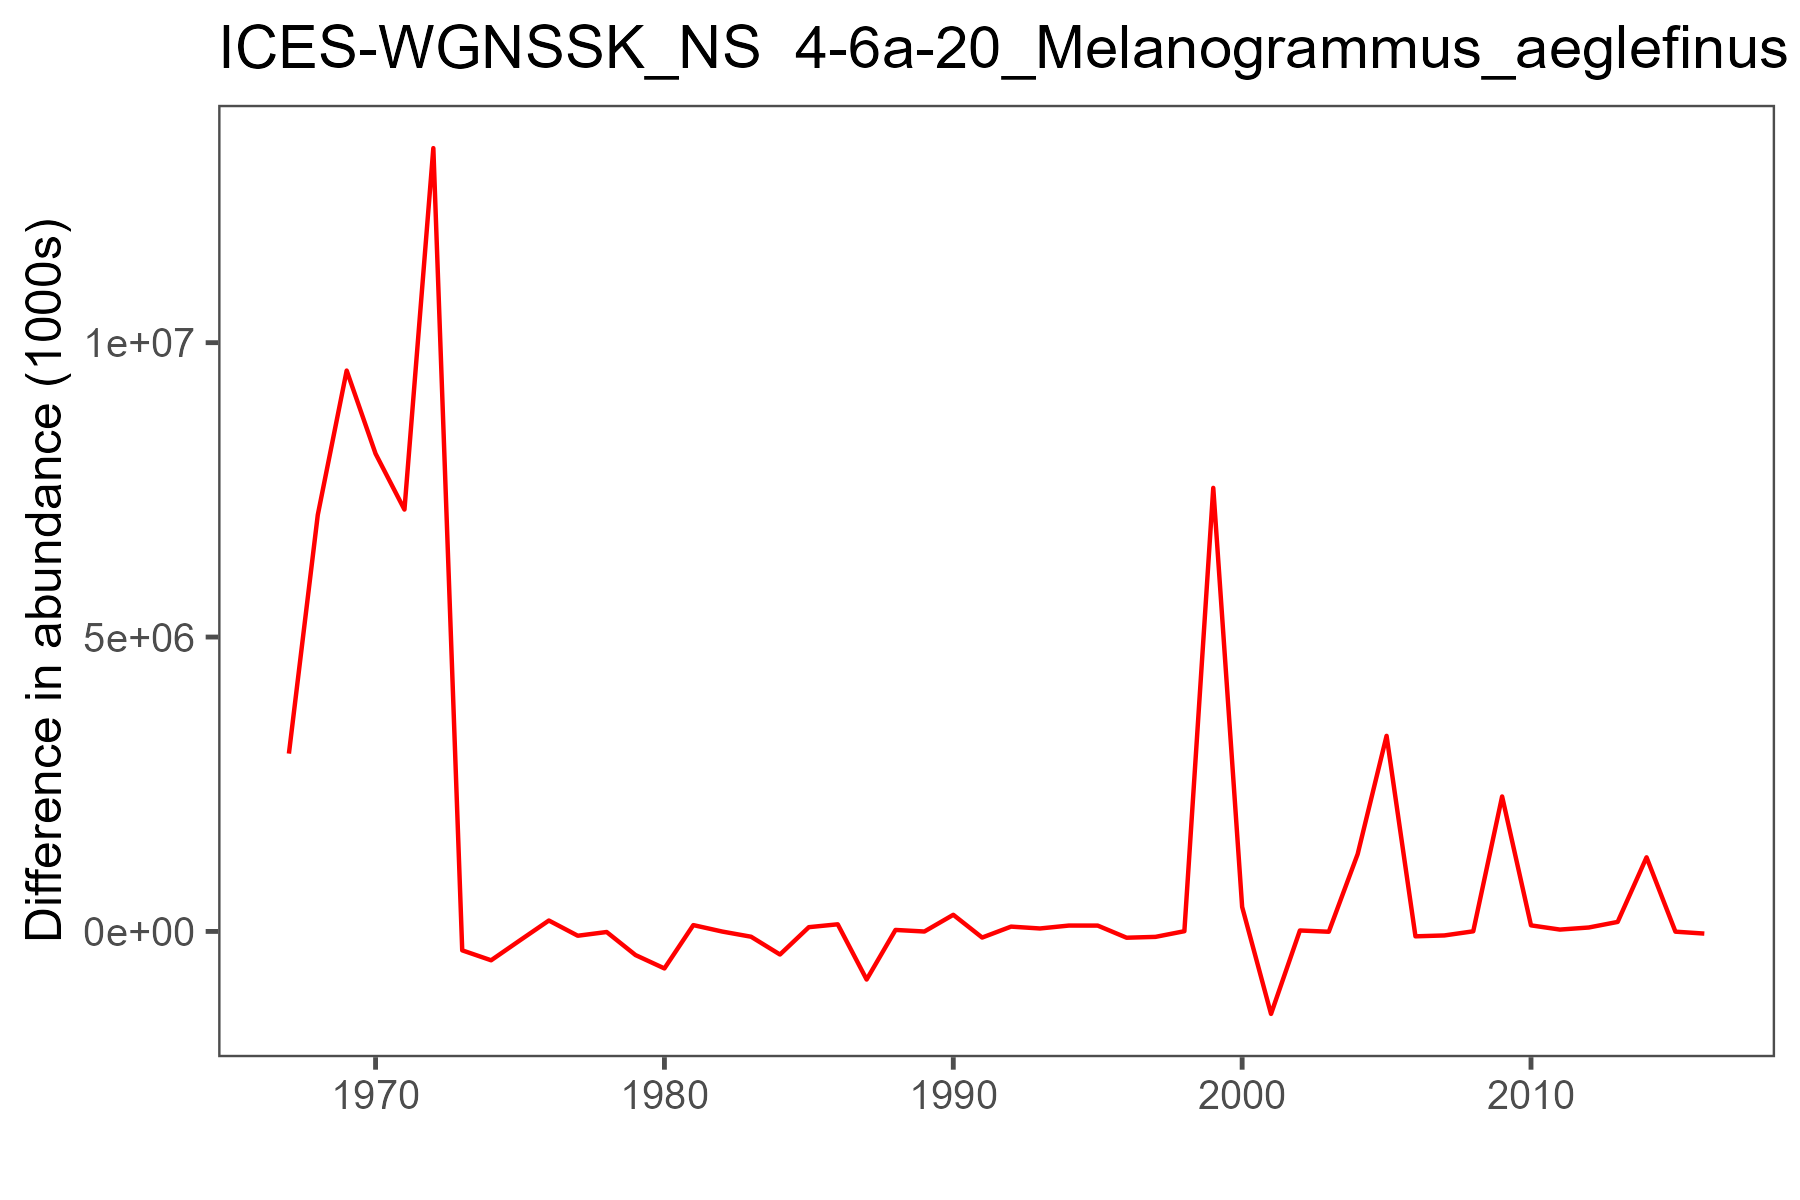 ICES-WGNSSK_NS  4-6a-20_Melanogrammus_aeglefinus
Difference in abundance (1000s)
1e+07
5e+06
0e+00
1970
1980
1990
2000
2010